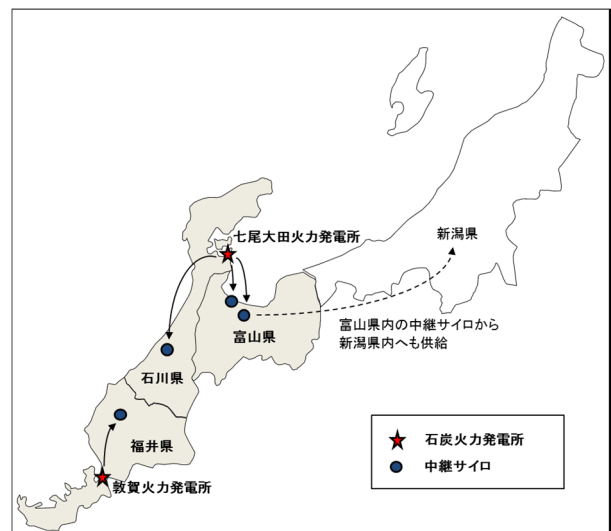 七尾大田火力発電所
新潟県
富山県
富山県内の中継サイロから
新潟県内へも供給
石川県
福井県
敦賀火力発電所
石炭火力発電所
中継サイロ